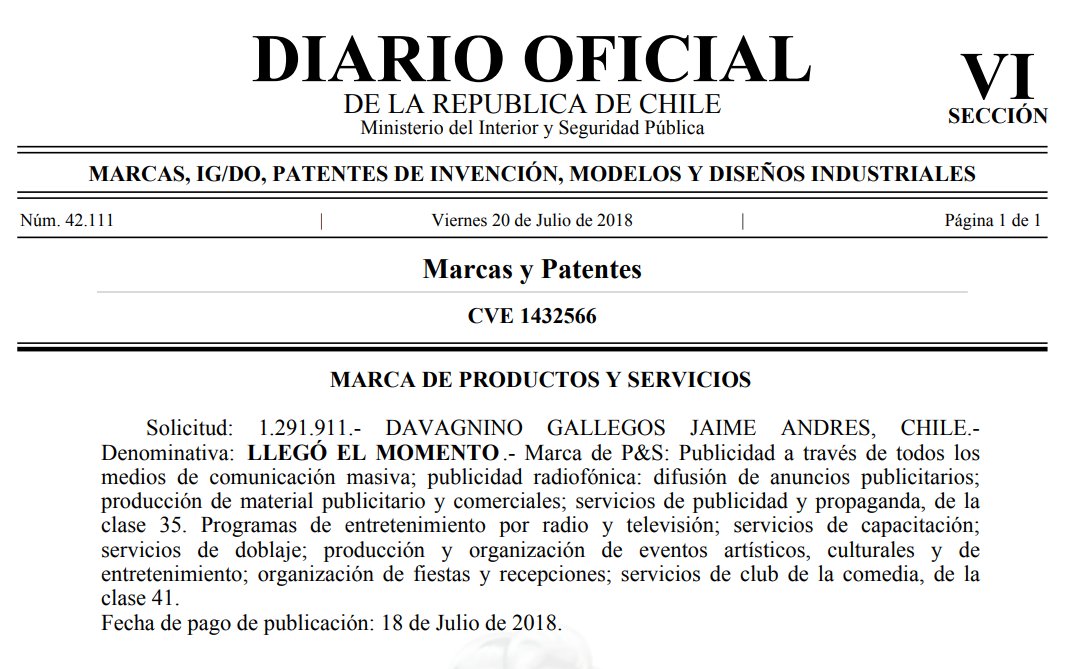 DIARIO OFICIAL
DE LA REPUBLICA DE CHILE
Ministerio del Interior y Seguridad Pública
VI
SECCIÓN
MARCAS, IG/DO, PATENTES DE INVENCIÓN, MODELOS Y DISEÑOS INDUSTRIALES
Núm. 42.111 | Viernes 20 de Julio de 2018 | Página 1 de 1
Marcas y Patentes
CVE 1432566
MARCA DE PRODUCTOS Y SERVICIOS
Solicitud: 1.291.911.- DAVAGNINO GALLEGOS JAIME ANDRES, CHILE.-
Denominativa: LLEGÓ EL MOMENTO.- Marca de P&S: Publicidad a través de todos los
medios de comunicación masiva; publicidad radiofónica: difusión de anuncios publicitarios;
producción de material publicitario y comerciales; servicios de publicidad y propaganda, de la
clase 35. Programas de entretenimiento por radio y televisión; servicios de capacitación;
servicios de doblaje; producción y organización de eventos artísticos, culturales y de
entretenimiento; organización de fiestas y recepciones; servicios de club de la comedia, de la
clase 41.
Fecha de pago de publicación: 18 de Julio de 2018.